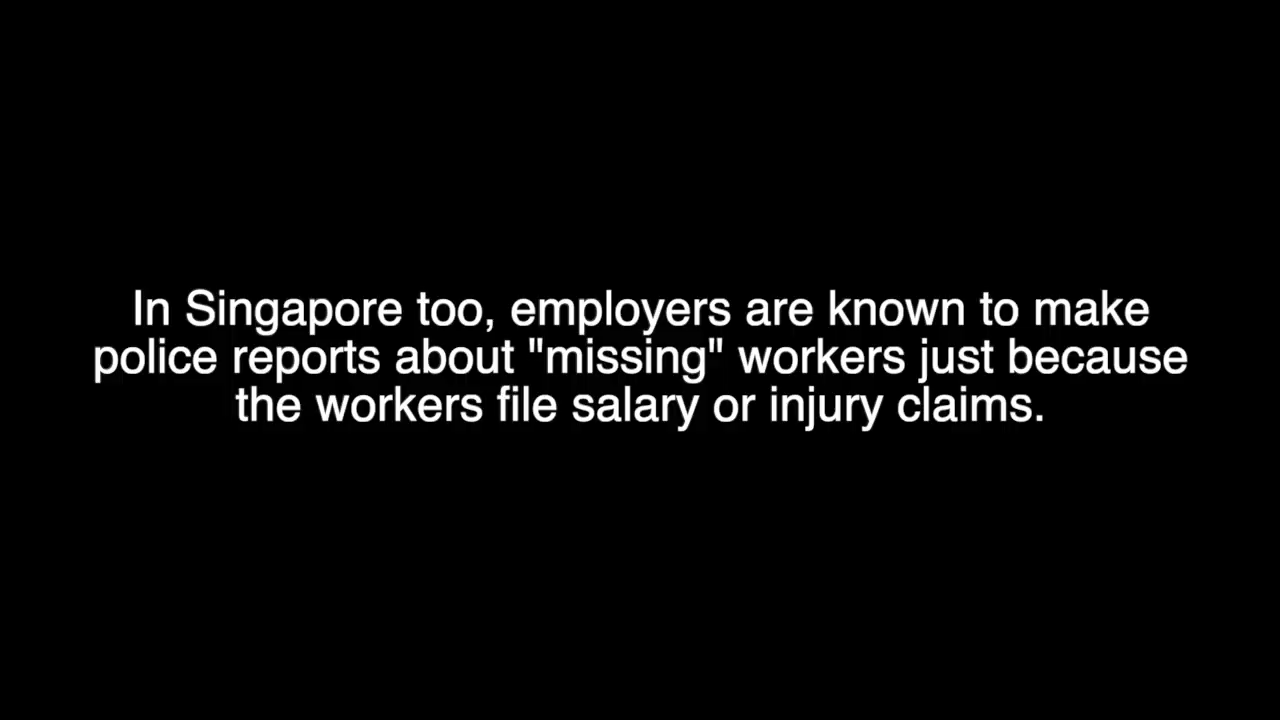 In Singapore too, employers are known to make
police reports about "missing" workers just because
the workers file salary or injury claims.